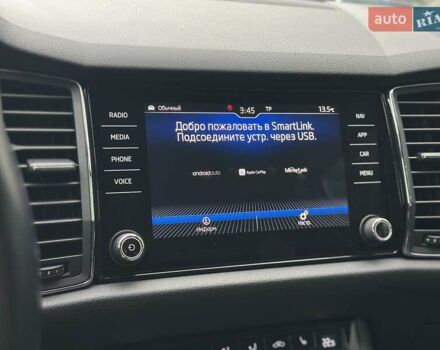 auto RIA
Обычный 3:45 TP 13.5°C
RADIO
MEDIA
PHONE
VOICE
Добро пожаловать в SmartLink.
Подсоедините устр. через USB.
androidauto Apple CarPlay MirrorLink
NAV
APP
CAR
MENU